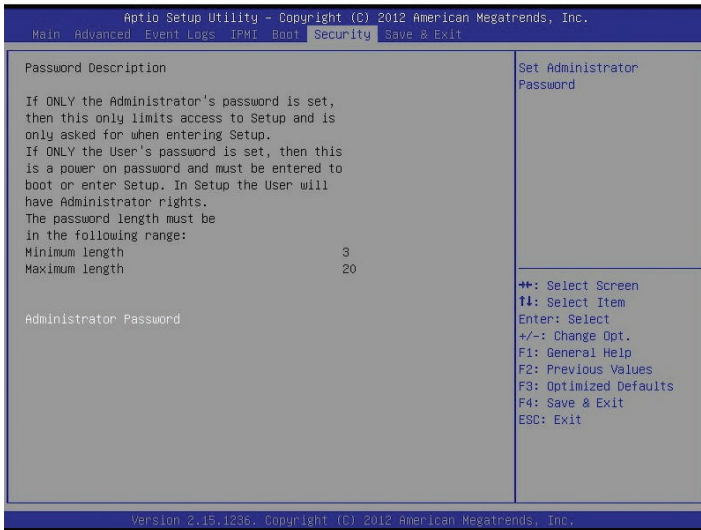 Aptio Setup Utility – Copyright (C) 2012 American Megatrends, Inc.
Main Advanced Event Logs IPMI Boot Security Save & Exit
Password Description
If ONLY the Administrator's password is set,
then this only limits access to Setup and is
only asked for when entering Setup.
If ONLY the User's password is set, then this
is a power on password and must be entered to
boot or enter Setup. In Setup the User will
have Administrator rights.
The password length must be
in the following range:
Minimum length 3
Maximum length 20
Administrator Password
Set Administrator
Password
→←: Select Screen
↑↓: Select Item
Enter: Select
+/-: Change Opt.
F1: General Help
F2: Previous Values
F3: Optimized Defaults
F4: Save & Exit
ESC: Exit
Version 2.15.1236. Copyright (C) 2012 American Megatrends, Inc.